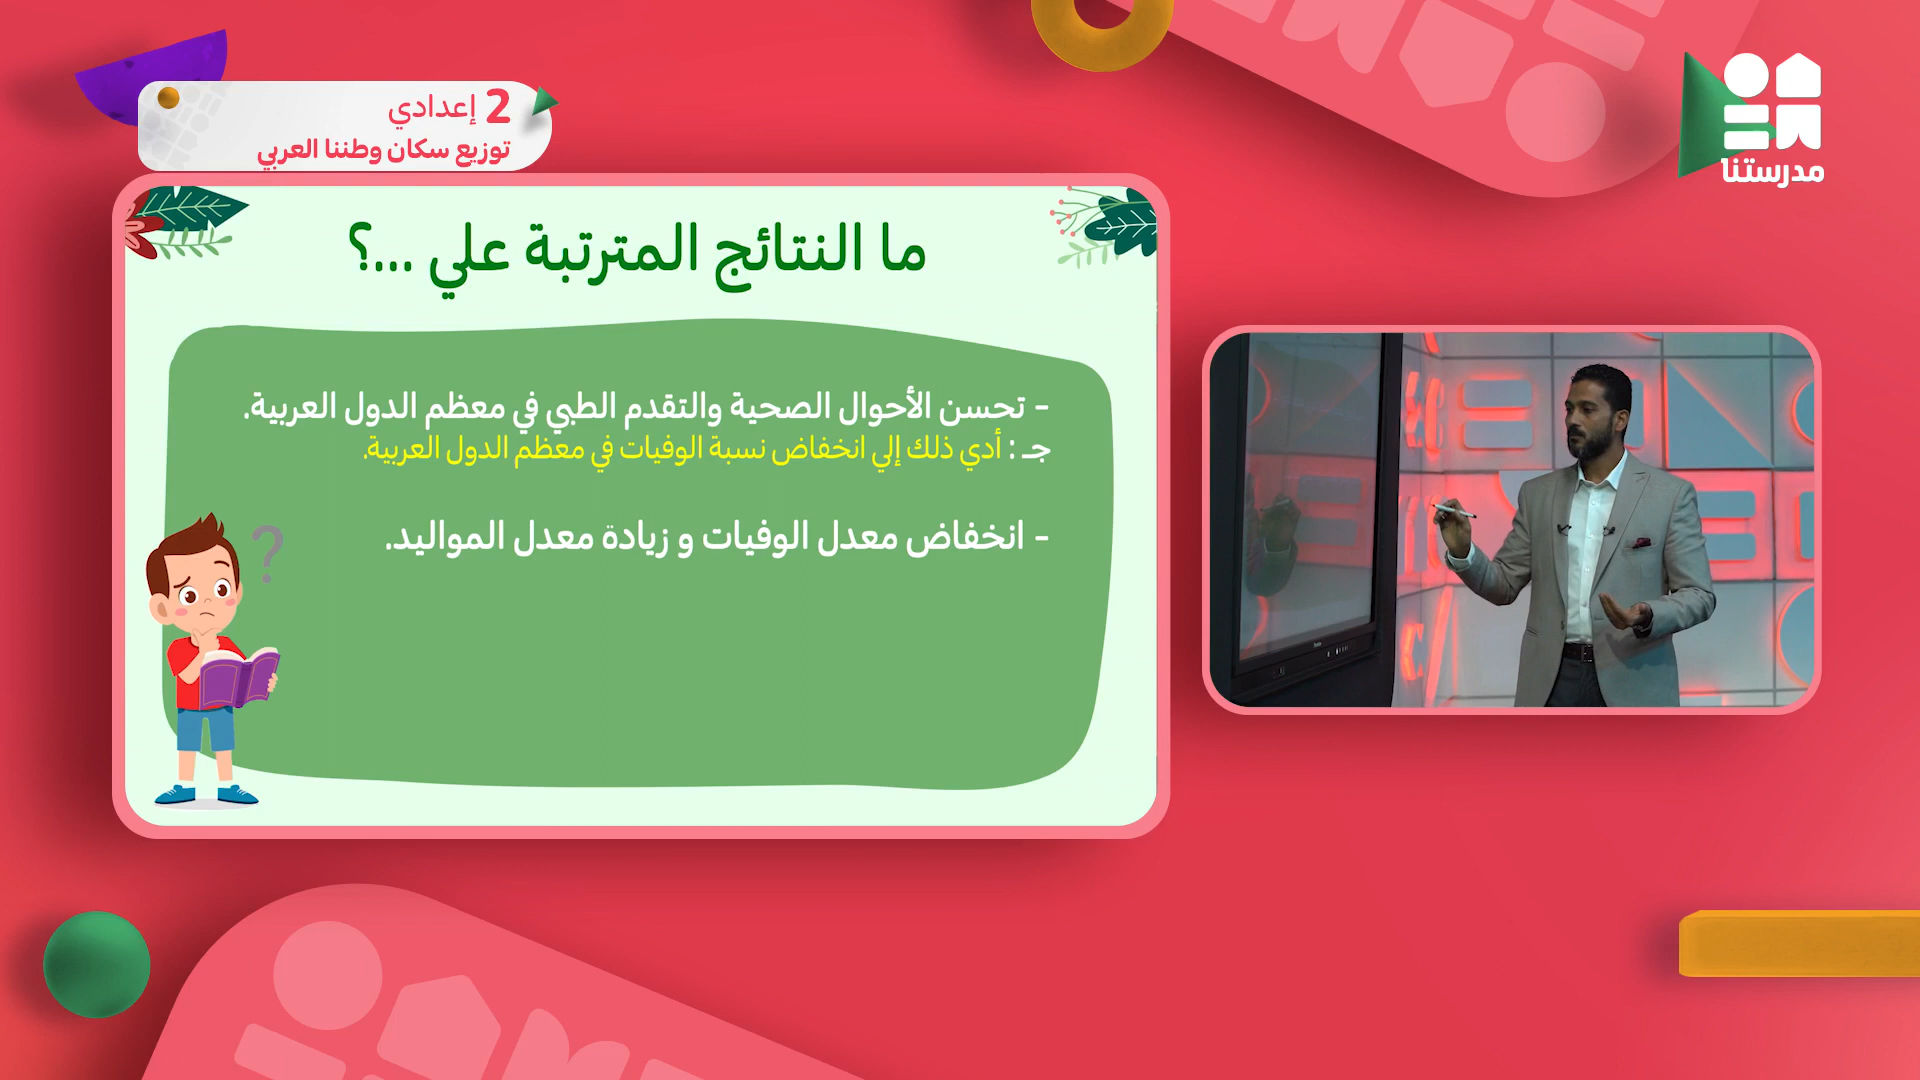 2 إعدادي
توزيع سكان وطننا العربي
مدرستنا
ما النتائج المترتبة علي ...؟
- تحسن الأحوال الصحية والتقدم الطبي في معظم الدول العربية.
جـ : أدي ذلك إلي انخفاض نسبة الوفيات في معظم الدول العربية.
- انخفاض معدل الوفيات و زيادة معدل المواليد.
?